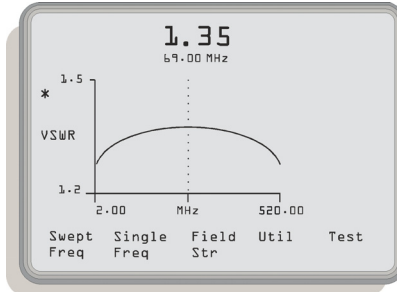 1.35
69.00 MHz
1.5
*
VSWR
1.2
2.00 MHz 520.00
Swept Single Field Util Test
Freq Freq Str